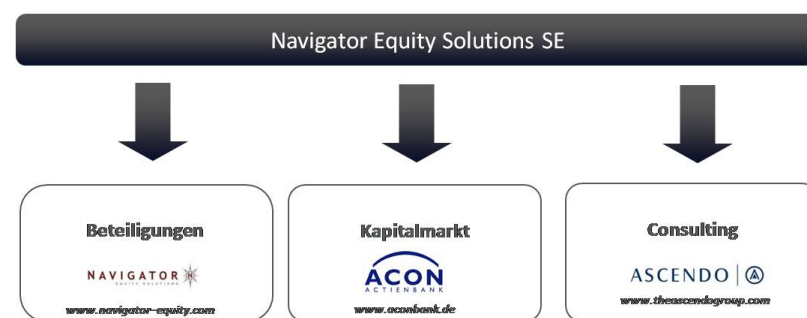 Navigator Equity Solutions SE
Beteiligungen
NAVIGATOR N
EQUITY SOLUTIONS
www.navigator-equity.com
Kapitalmarkt
ACON
ACTIENBANK
www.aconbank.de
Consulting
ASCENDO | A
www.theascendogroup.com